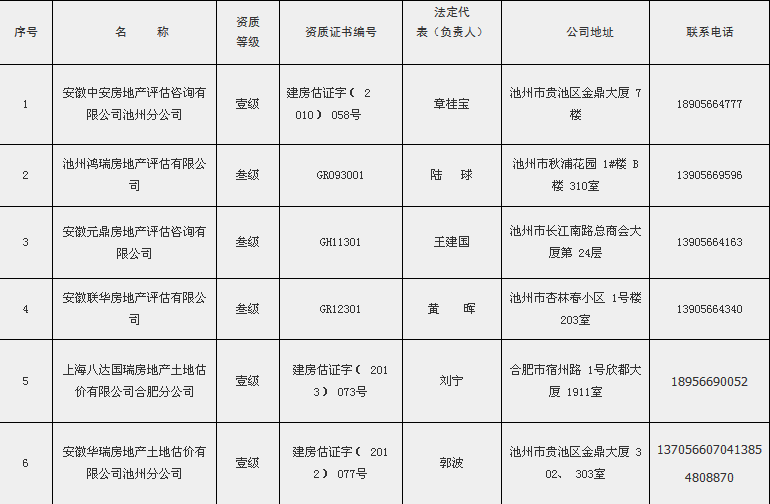 序号
名 称
资质
等级
资质证书编号
法定代
表（负责人）
公司地址
联系电话
1
安徽中安房地产评估咨询有
限公司池州分公司
壹级
建房估证字( 2
010) 058号
章桂宝
池州市贵池区金鼎大厦 7
楼
18905664777
2
池州鸿瑞房地产评估有限公
司
叁级
GR093001
陆 球
池州市秋浦花园 1#楼 B
楼 310室
13905669596
3
安徽元鼎房地产评估咨询有
限公司
叁级
GH11301
王建国
池州市长江南路总商会大
厦第 24层
13905664163
4
安徽联华房地产评估有限公
司
叁级
GR12301
黄 晖
池州市杏林春小区 1号楼
203室
13905664340
5
上海八达国瑞房地产土地估
价有限公司合肥分公司
壹级
建房估证字( 201
3) 073号
刘宁
合肥市宿州路 1号欣都大
厦 1911室
18956690052
6
安徽华瑞房地产土地估价有
限公司池州分公司
壹级
建房估证字( 201
2) 077号
郭波
池州市贵池区金鼎大厦 3
02、 303室
137056607041385
4808870